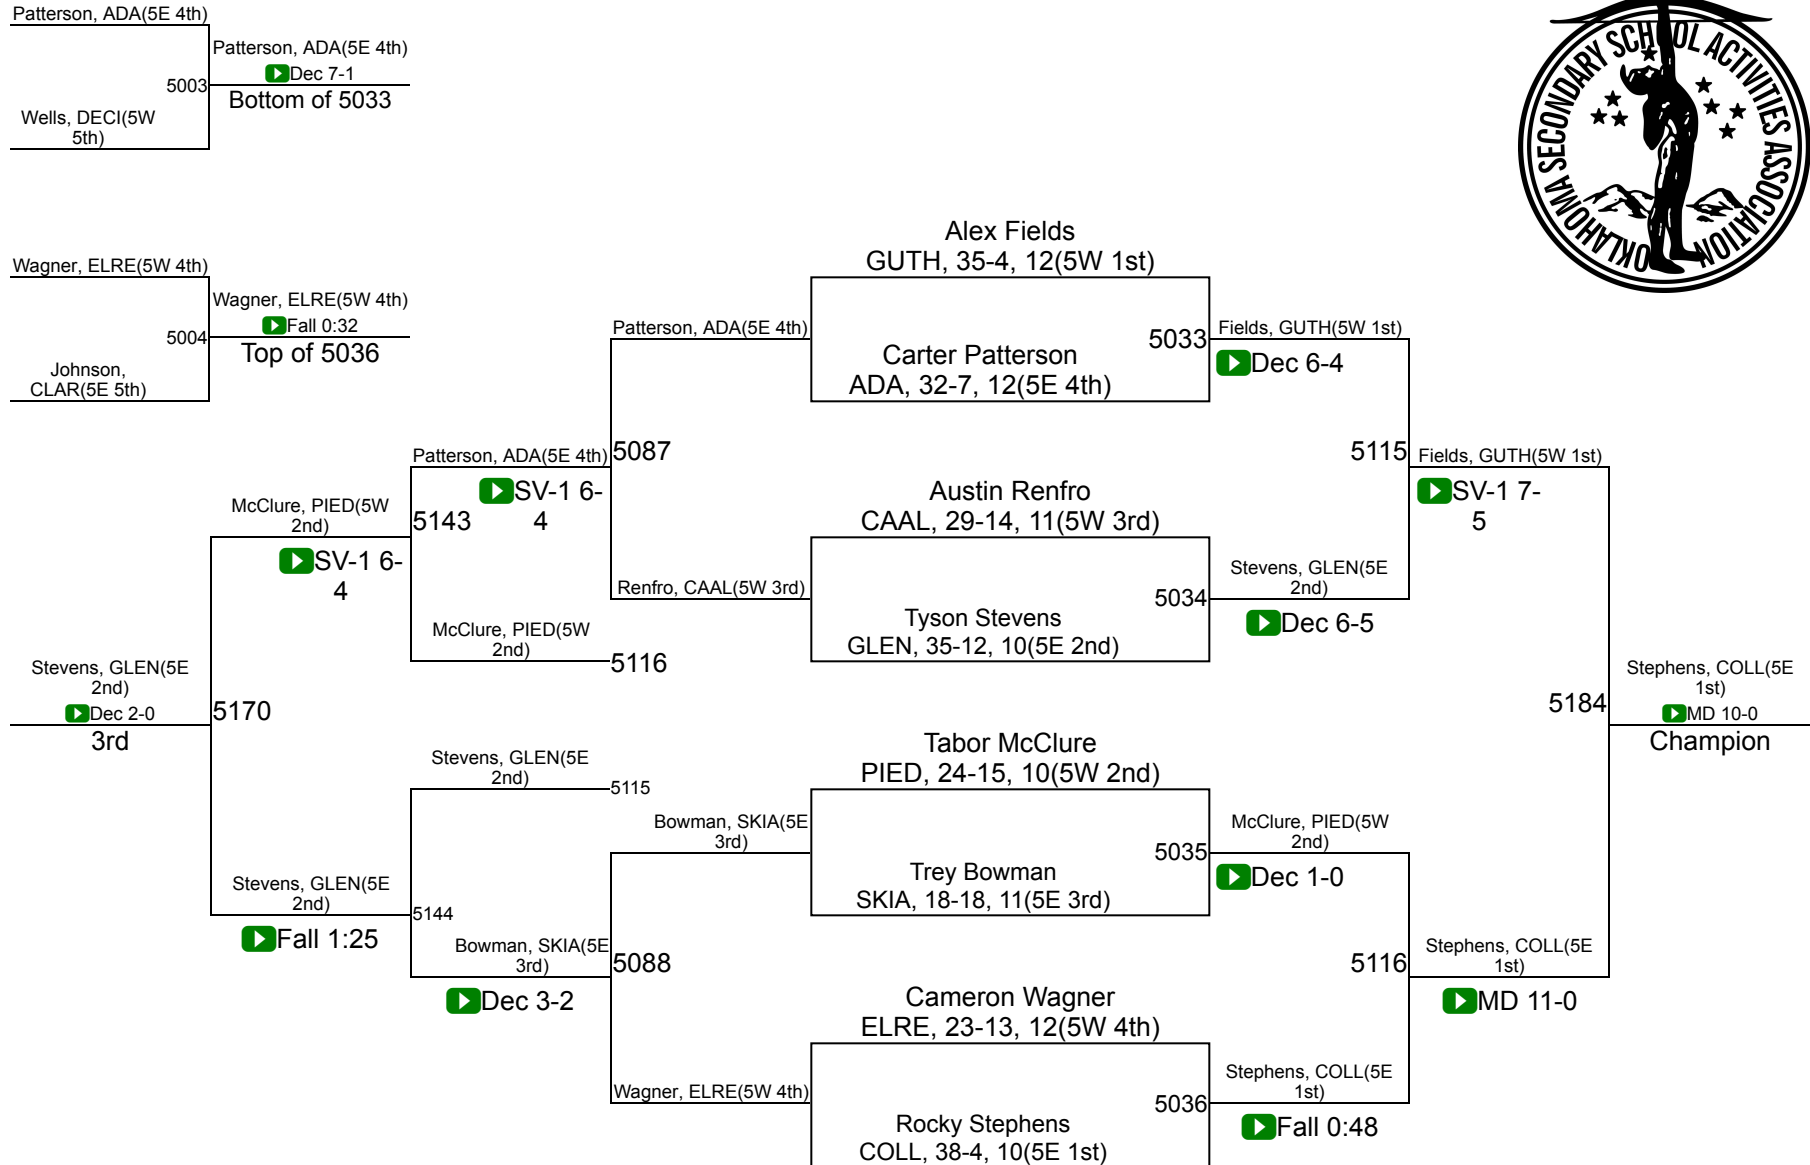 Patterson, ADA(5E 4th)
Patterson, ADA(5E 4th)
Dec 7-1
5003
Bottom of 5033
Wells, DECI(5W
5th)
OKLAHOMA SECONDARY SCHOOL ACTIVITIES ASSOCIATION
Wagner, ELRE(5W 4th)
Wagner, ELRE(5W 4th)
Fall 0:32
5004
Top of 5036
Johnson,
CLAR(5E 5th)
Alex Fields
GUTH, 35-4, 12(5W 1st)
Patterson, ADA(5E 4th)
5033
Fields, GUTH(5W 1st)
Carter Patterson
ADA, 32-7, 12(5E 4th)
Dec 6-4
Patterson, ADA(5E 4th)
5087
SV-1 6-
4
5115
Fields, GUTH(5W 1st)
SV-1 7-
5
McClure, PIED(5W
2nd)
5143
SV-1 6-
4
Austin Renfro
CAAL, 29-14, 11(5W 3rd)
Renfro, CAAL(5W 3rd)
5034
Stevens, GLEN(5E
2nd)
Tyson Stevens
GLEN, 35-12, 10(5E 2nd)
Dec 6-5
McClure, PIED(5W
2nd)
5116
Stevens, GLEN(5E
2nd)
Dec 2-0
3rd
5170
5184
Stephens, COLL(5E
1st)
MD 10-0
Champion
Tabor McClure
PIED, 24-15, 10(5W 2nd)
Stevens, GLEN(5E
2nd)
5115
Bowman, SKIA(5E
3rd)
5035
McClure, PIED(5W
2nd)
Trey Bowman
SKIA, 18-18, 11(5E 3rd)
Dec 1-0
Stevens, GLEN(5E
2nd)
5144
Fall 1:25
Bowman, SKIA(5E
3rd)
5088
Dec 3-2
5116
Stephens, COLL(5E
1st)
MD 11-0
Cameron Wagner
ELRE, 23-13, 12(5W 4th)
Wagner, ELRE(5W 4th)
5036
Stephens, COLL(5E
1st)
Rocky Stephens
COLL, 38-4, 10(5E 1st)
Fall 0:48